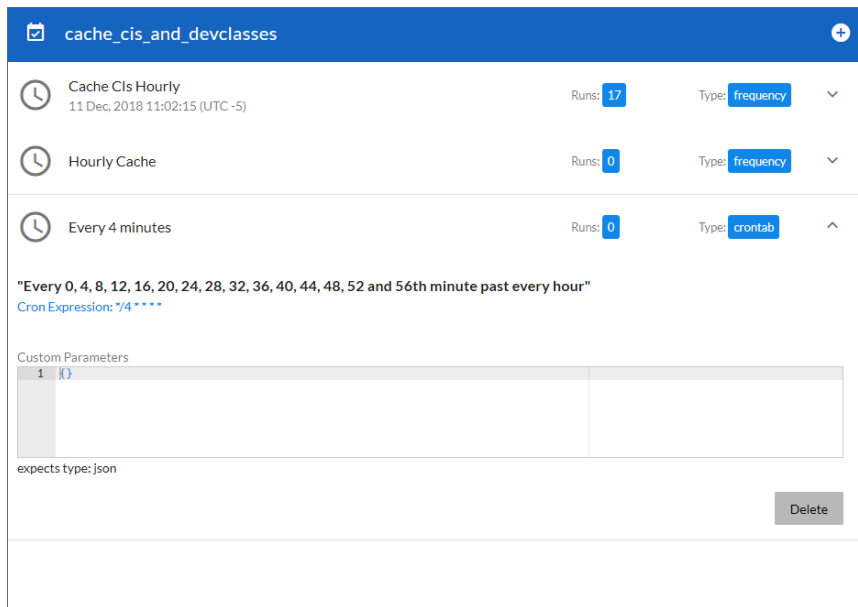 cache_cis_and_devclasses
Cache CIs Hourly
11 Dec, 2018 11:02:15 (UTC -5)
Runs: 17
Type: frequency
Hourly Cache
Runs: 0
Type: frequency
Every 4 minutes
Runs: 0
Type: crontab
"Every 0, 4, 8, 12, 16, 20, 24, 28, 32, 36, 40, 44, 48, 52 and 56th minute past every hour"
Cron Expression: */4 * * * *
Custom Parameters
1 {}
expects type: json
Delete